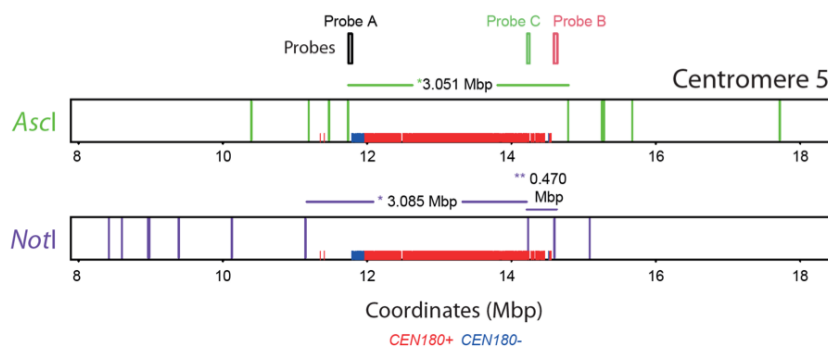 Probe A Probe C Probe B
Probes
*3.051 Mbp Centromere 5
AscI
8 10 12 14 16 18
** 0.470
* 3.085 Mbp Mbp
NotI
8 10 12 14 16 18
Coordinates (Mbp)
CEN180+ CEN180-